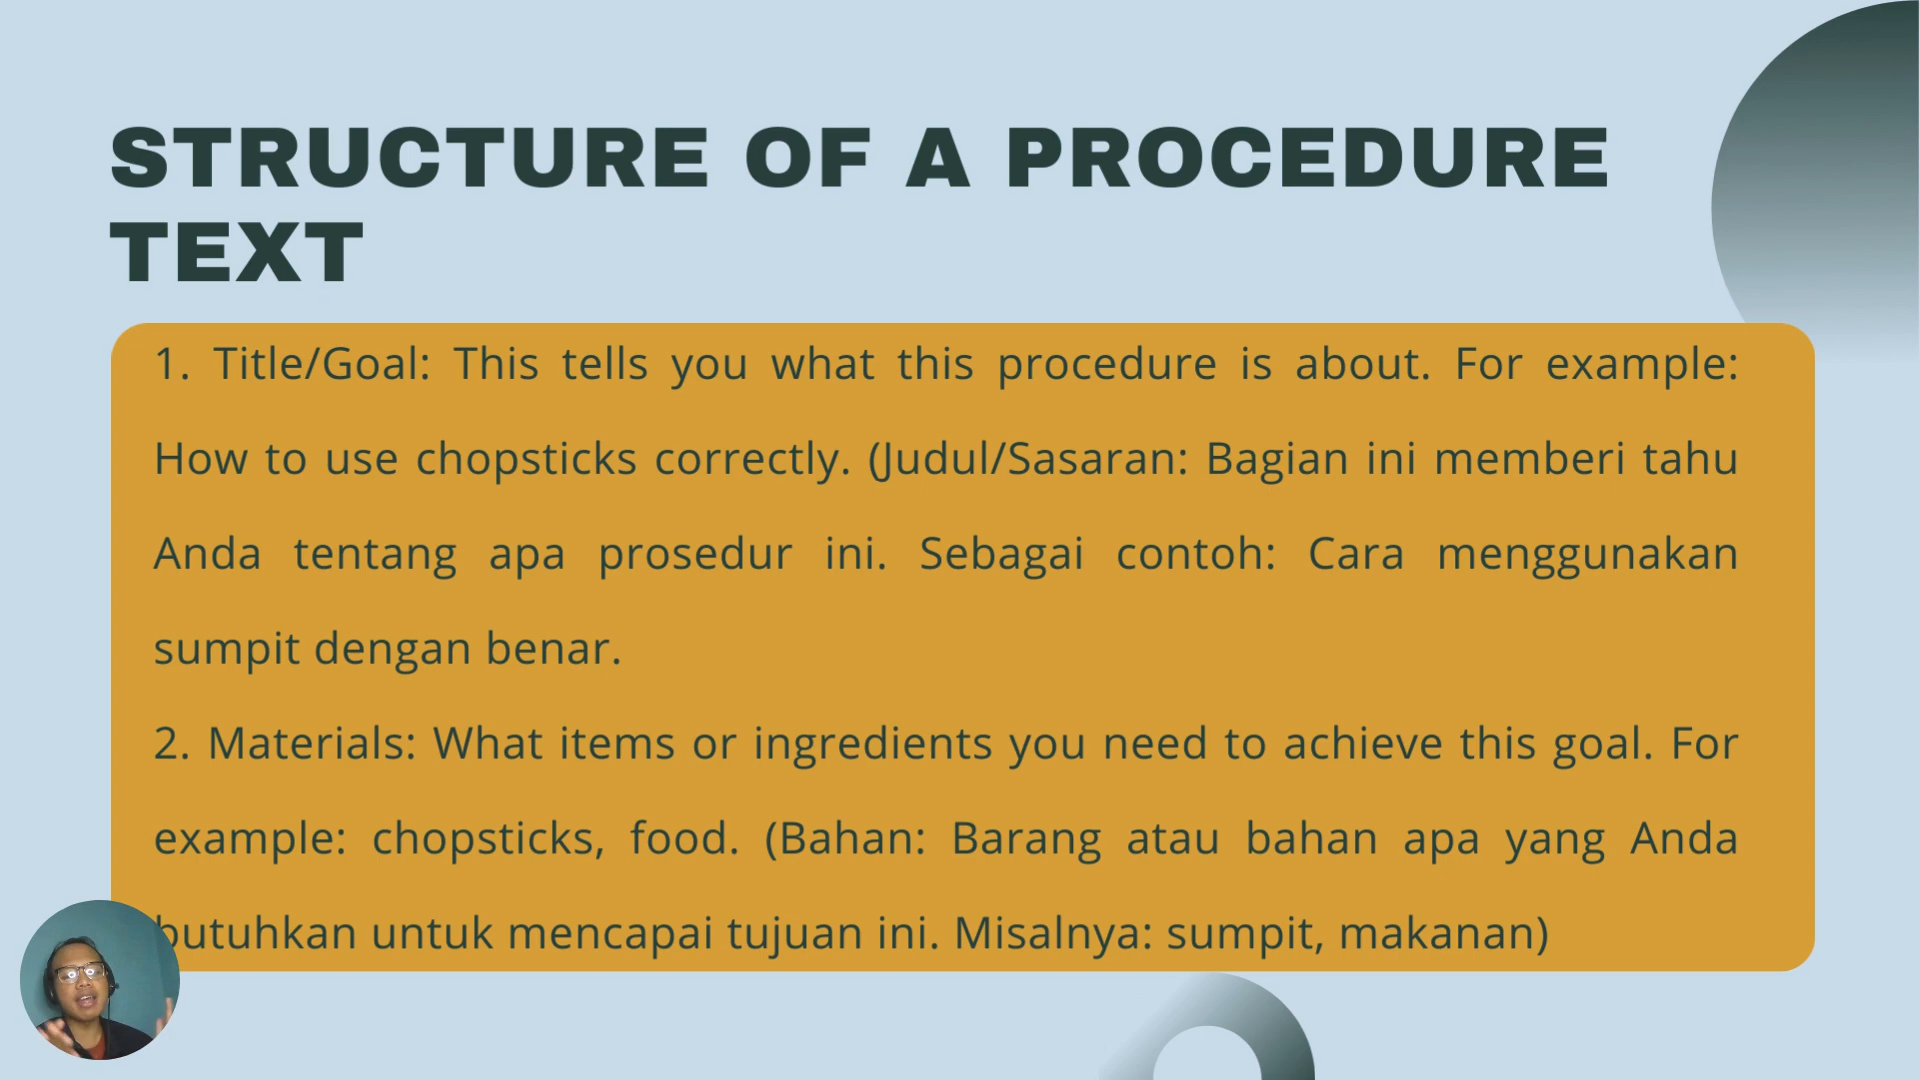 STRUCTURE OF A PROCEDURE
TEXT
1. Title/Goal: This tells you what this procedure is about. For example:
How to use chopsticks correctly. (Judul/Sasaran: Bagian ini memberi tahu
Anda tentang apa prosedur ini. Sebagai contoh: Cara menggunakan
sumpit dengan benar.
2. Materials: What items or ingredients you need to achieve this goal. For
example: chopsticks, food. (Bahan: Barang atau bahan apa yang Anda
butuhkan untuk mencapai tujuan ini. Misalnya: sumpit, makanan)